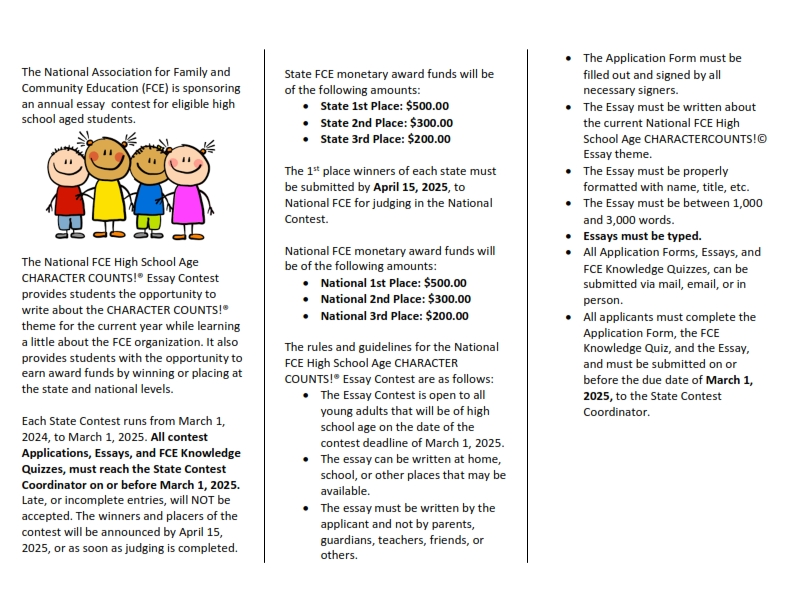 The National Association for Family and
Community Education (FCE) is sponsoring
an annual essay  contest for eligible high
school aged students.
The National FCE High School Age
CHARACTER COUNTS!® Essay Contest
provides students the opportunity to
write about the CHARACTER COUNTS!®
theme for the current year while learning
a little about the FCE organization. It also
provides students with the opportunity to
earn award funds by winning or placing at
the state and national levels.
Each State Contest runs from March 1,
2024, to March 1, 2025. All contest
Applications, Essays, and FCE Knowledge
Quizzes, must reach the State Contest
Coordinator on or before March 1, 2025.
Late, or incomplete entries, will NOT be
accepted. The winners and placers of the
contest will be announced by April 15,
2025, or as soon as judging is completed.
State FCE monetary award funds will be
of the following amounts:
• State 1st Place: $500.00
• State 2nd Place: $300.00
• State 3rd Place: $200.00
The 1st place winners of each state must
be submitted by April 15, 2025, to
National FCE for judging in the National
Contest.
National FCE monetary award funds will
be of the following amounts:
• National 1st Place: $500.00
• National 2nd Place: $300.00
• National 3rd Place: $200.00
The rules and guidelines for the National
FCE High School Age CHARACTER
COUNTS!® Essay Contest are as follows:
• The Essay Contest is open to all
young adults that will be of high
school age on the date of the
contest deadline of March 1, 2025.
• The essay can be written at home,
school, or other places that may be
available.
• The essay must be written by the
applicant and not by parents,
guardians, teachers, friends, or
others.
• The Application Form must be
filled out and signed by all
necessary signers.
• The Essay must be written about
the current National FCE High
School Age CHARACTERCOUNTS!©
Essay theme.
• The Essay must be properly
formatted with name, title, etc.
• The Essay must be between 1,000
and 3,000 words.
• Essays must be typed.
• All Application Forms, Essays, and
FCE Knowledge Quizzes, can be
submitted via mail, email, or in
person.
• All applicants must complete the
Application Form, the FCE
Knowledge Quiz, and the Essay,
and must be submitted on or
before the due date of March 1,
2025, to the State Contest
Coordinator.